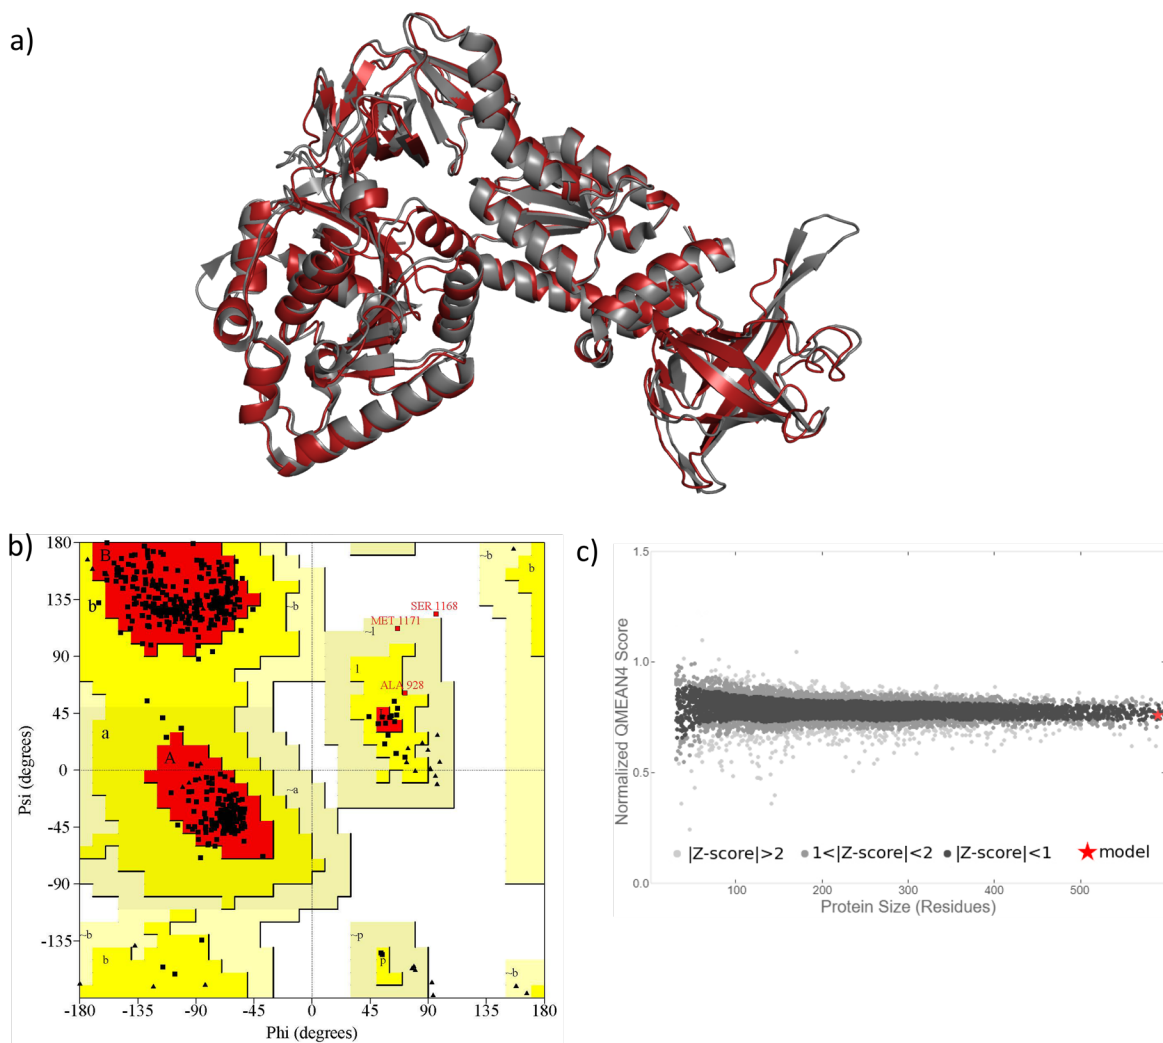 a)
b)
180
135
90
45
0
-45
-90
-135
-180
-135
-90
-45
0
45
90
135
180
Psi (degrees)
Phi (degrees)
B
b
a
A
~b
~a
~l
l
SER 1168
MET 1171
ALA 928
~b
b
~b
b
~p
p
~b
c)
1.5
1.0
0.5
0.0
100
200
300
400
500
Normalized QMEAN4 Score
Protein Size (Residues)
|Z-score|>2
1<|Z-score|<2
|Z-score|<1
model